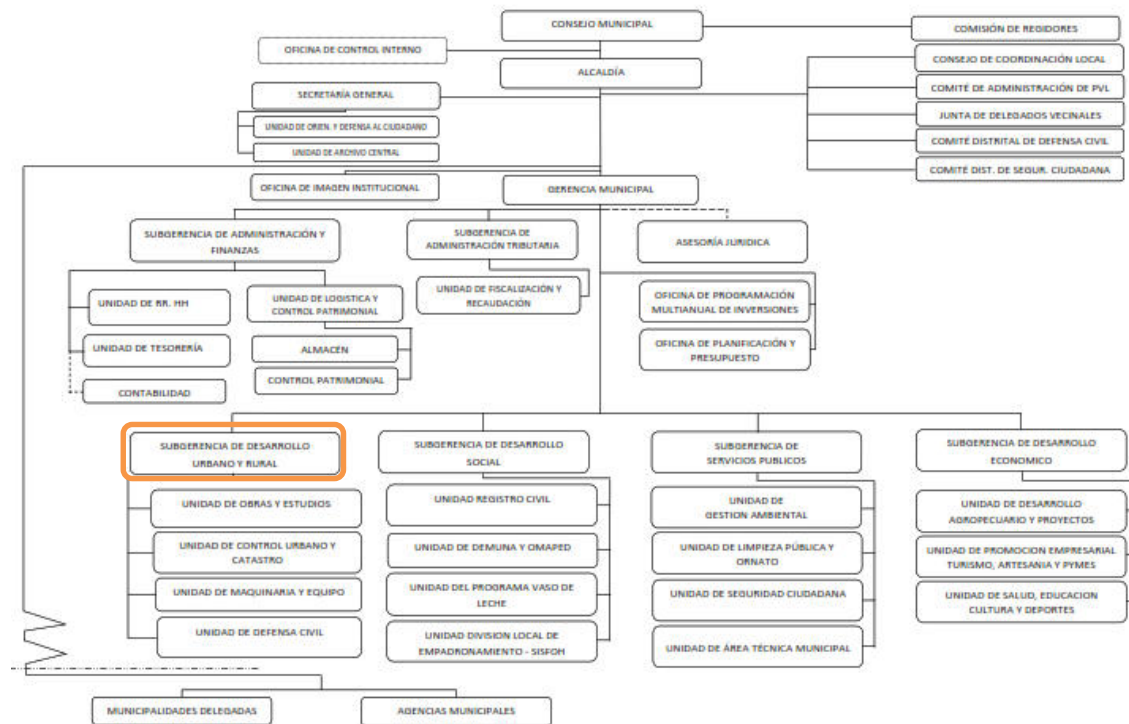 CONSEJO MUNICIPAL
COMISIÓN DE REGIDORES
OFICINA DE CONTROL INTERNO
CONSEJO DE COORDINACIÓN LOCAL
ALCALDÍA
SECRETARÍA GENERAL
COMITÉ DE ADMINISTRACIÓN DE PVL
UNIDAD DE ORIEN. Y DEFENSA AL CIUDADANO
JUNTA DE DELEGADOS VECINALES
UNIDAD DE ARCHIVO CENTRAL
COMITÉ DISTRITAL DE DEFENSA CIVIL
COMITÉ DIST. DE SEGUR. CIUDADANA
OFICINA DE IMAGEN INSTITUCIONAL
GERENCIA MUNICIPAL
SUBGERENCIA DE ADMINISTRACIÓN Y
FINANZAS
SUBGERENCIA DE
ADMINISTRACIÓN TRIBUTARIA
ASESORÍA JURIDICA
UNIDAD DE RR. HH
UNIDAD DE LOGISTICA Y
CONTROL PATRIMONIAL
UNIDAD DE FISCALIZACIÓN Y
RECAUDACIÓN
OFICINA DE PROGRAMACIÓN
MULTIANUAL DE INVERSIONES
UNIDAD DE TESORERÍA
ALMACÉN
OFICINA DE PLANIFICACIÓN Y
PRESUPUESTO
CONTABILIDAD
CONTROL PATRIMONIAL
SUBGERENCIA DE DESARROLLO
URBANO Y RURAL
SUBGERENCIA DE DESARROLLO
SOCIAL
SUBGERENCIA DE
SERVICIOS PUBLICOS
SUBGERENCIA DE DESARROLLO
ECONOMICO
UNIDAD DE OBRAS Y ESTUDIOS
UNIDAD REGISTRO CIVIL
UNIDAD DE
GESTION AMBIENTAL
UNIDAD DE DESARROLLO
AGROPECUARIO Y PROYECTOS
UNIDAD DE CONTROL URBANO Y
CATASTRO
UNIDAD DE DEMUNA Y OMAPED
UNIDAD DE LIMPIEZA PÚBLICA Y
ORNATO
UNIDAD DE PROMOCION EMPRESARIAL
TURISMO, ARTESANIA Y PYMES
UNIDAD DE MAQUINARIA Y EQUIPO
UNIDAD DEL PROGRAMA VASO DE
LECHE
UNIDAD DE SEGURIDAD CIUDADANA
UNIDAD DE SALUD, EDUCACION
CULTURA Y DEPORTES
UNIDAD DE DEFENSA CIVIL
UNIDAD DIVISION LOCAL DE
EMPADRONAMIENTO - SISFOH
UNIDAD DE ÁREA TÉCNICA MUNICIPAL
MUNICIPALIDADES DELEGADAS
AGENCIAS MUNICIPALES